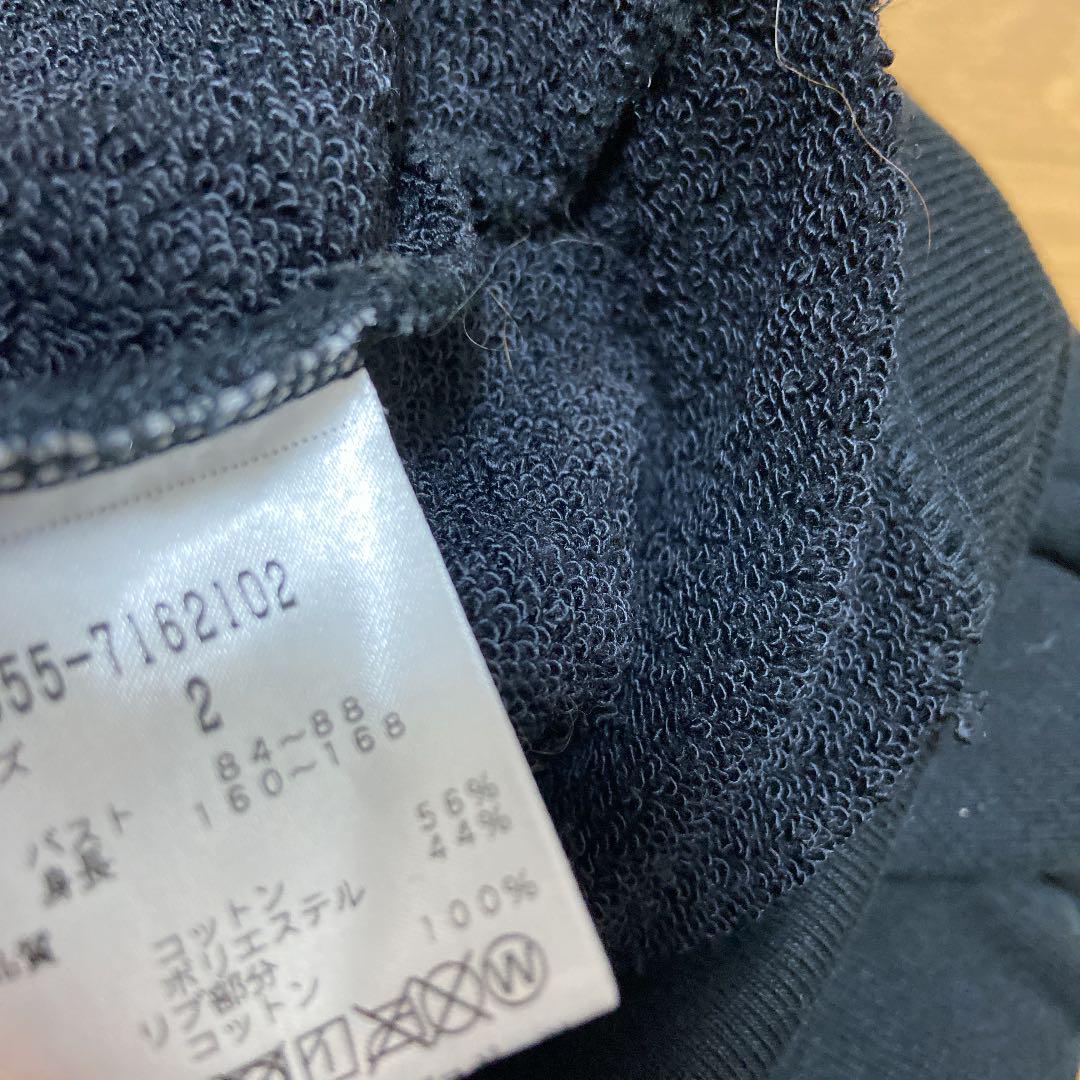 55-7162102
2
ズ
バスト 84~88
身長 160~168
質
コットン 56%
ポリエステル 44%
リブ部分
コットン 100%
W